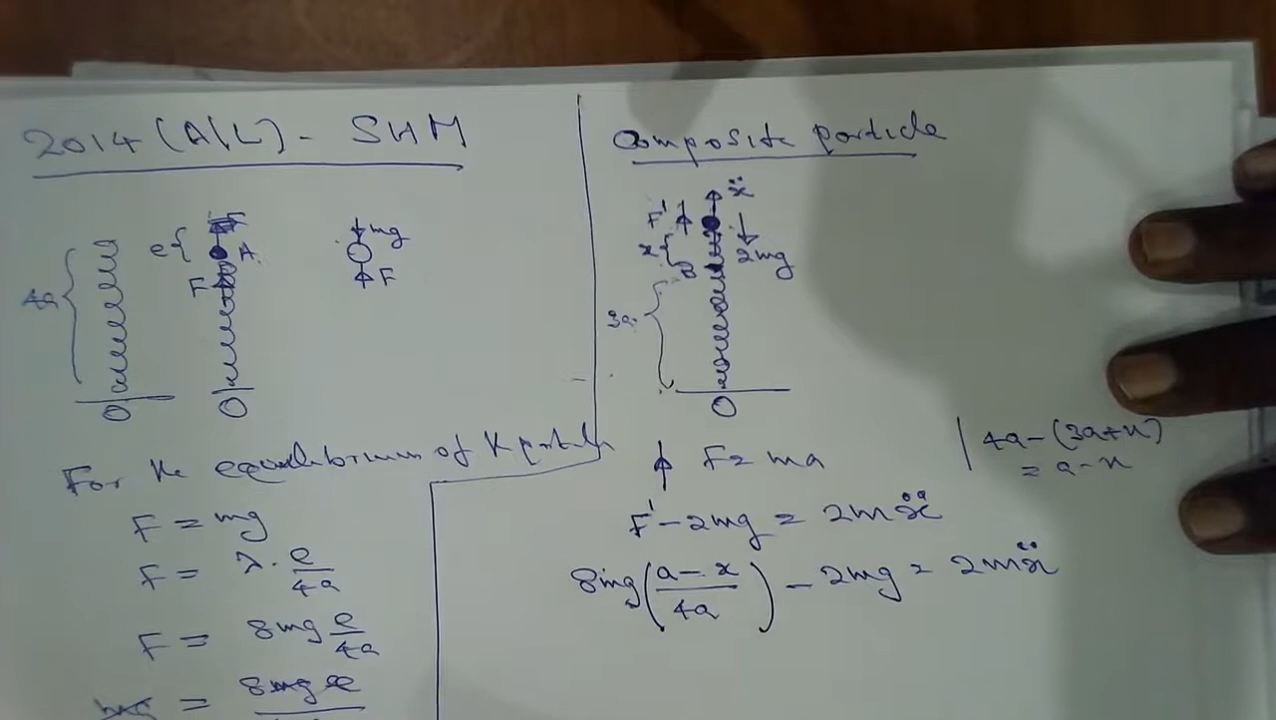 2014 (A/L) - SHM
e{
A
F
O
O
mg
F
For the equilibrium of the particle
F = mg
F = λ · e/4a
F = 8mg e/4a
= 8mg e
Composite particle
F'
ẍ
x
2mg
3a
O
↑ F = ma
4a - (3a + x)
= a - x
F' - 2mg = 2mẍ
8mg (a - x / 4a) - 2mg = 2mẍ